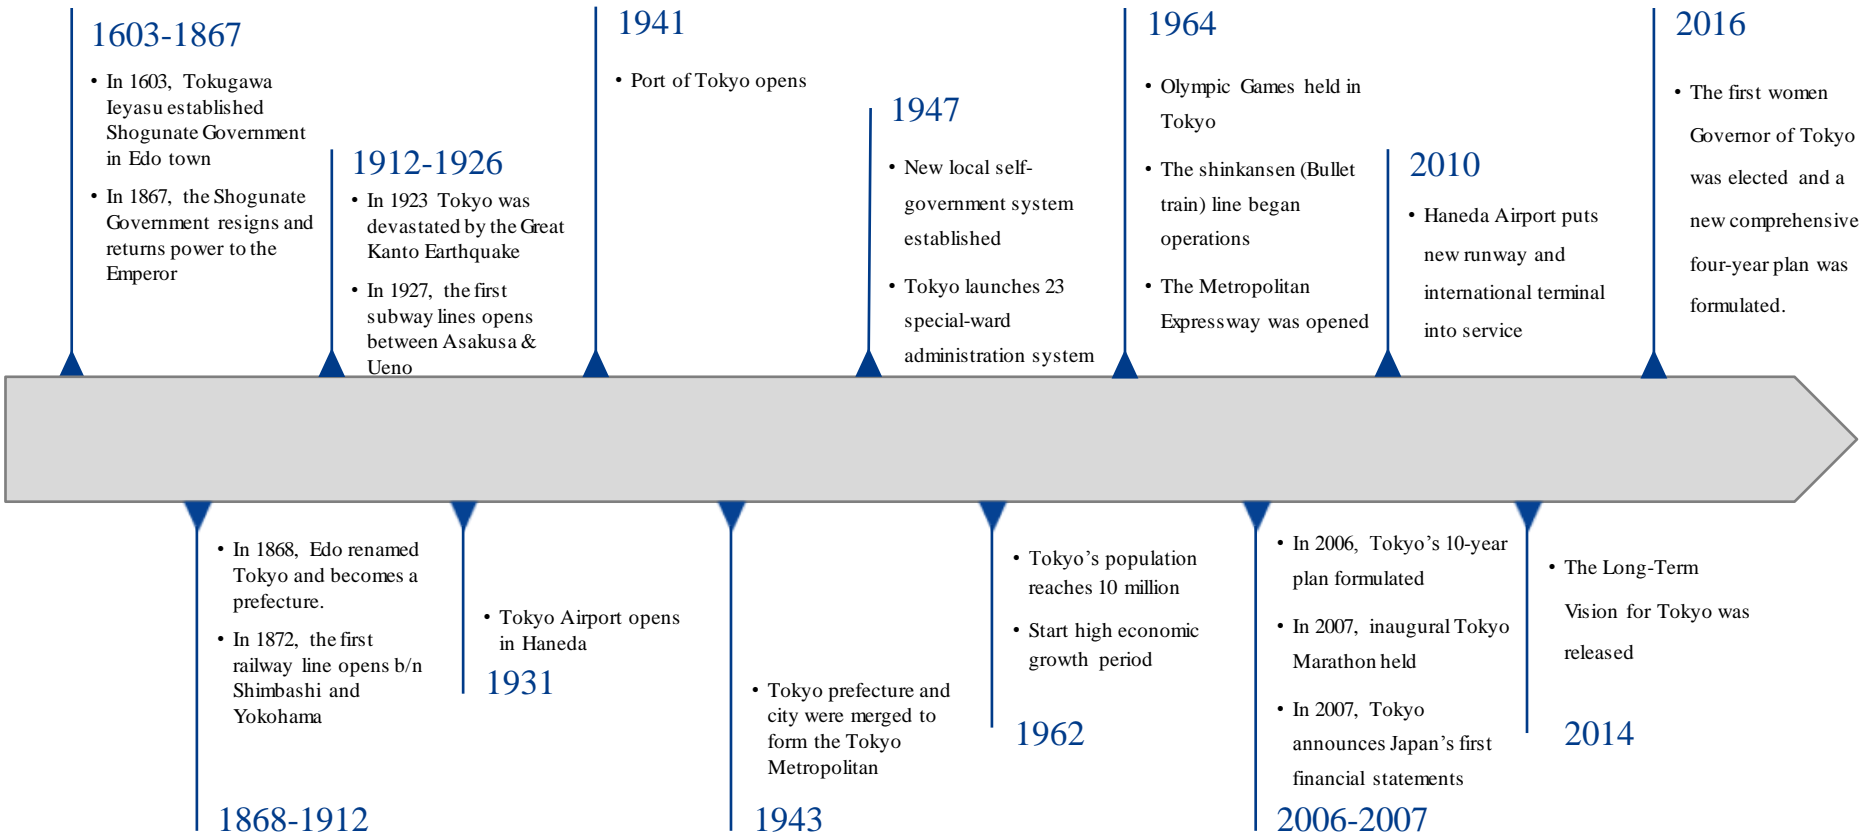 1603-1867
• In 1603, Tokugawa
Ieyasu established
Shogunate Government
in Edo town
• In 1867, the Shogunate
Government resigns and
returns power to the
Emperor
1912-1926
• In 1923 Tokyo was
devastated by the Great
Kanto Earthquake
• In 1927, the first
subway lines opens
between Asakusa &
Ueno
1941
• Port of Tokyo opens
1947
• New local self-
government system
established
• Tokyo launches 23
special-ward
administration system
1964
• Olympic Games held in
Tokyo
• The shinkansen (Bullet
train) line began
operations
• The Metropolitan
Expressway was opened
2010
• Haneda Airport puts
new runway and
international terminal
into service
2016
• The first women
Governor of Tokyo
was elected and a
new comprehensive
four-year plan was
formulated.
• In 1868, Edo renamed
Tokyo and becomes a
prefecture.
• In 1872, the first
railway line opens b/n
Shimbashi and
Yokohama
1868-1912
• Tokyo Airport opens
in Haneda
1931
• Tokyo prefecture and
city were merged to
form the Tokyo
Metropolitan
1943
• Tokyo's population
reaches 10 million
• Start high economic
growth period
1962
• In 2006, Tokyo's 10-year
plan formulated
• In 2007, inaugural Tokyo
Marathon held
• In 2007, Tokyo
announces Japan's first
financial statements
2006-2007
• The Long-Term
Vision for Tokyo was
released
2014